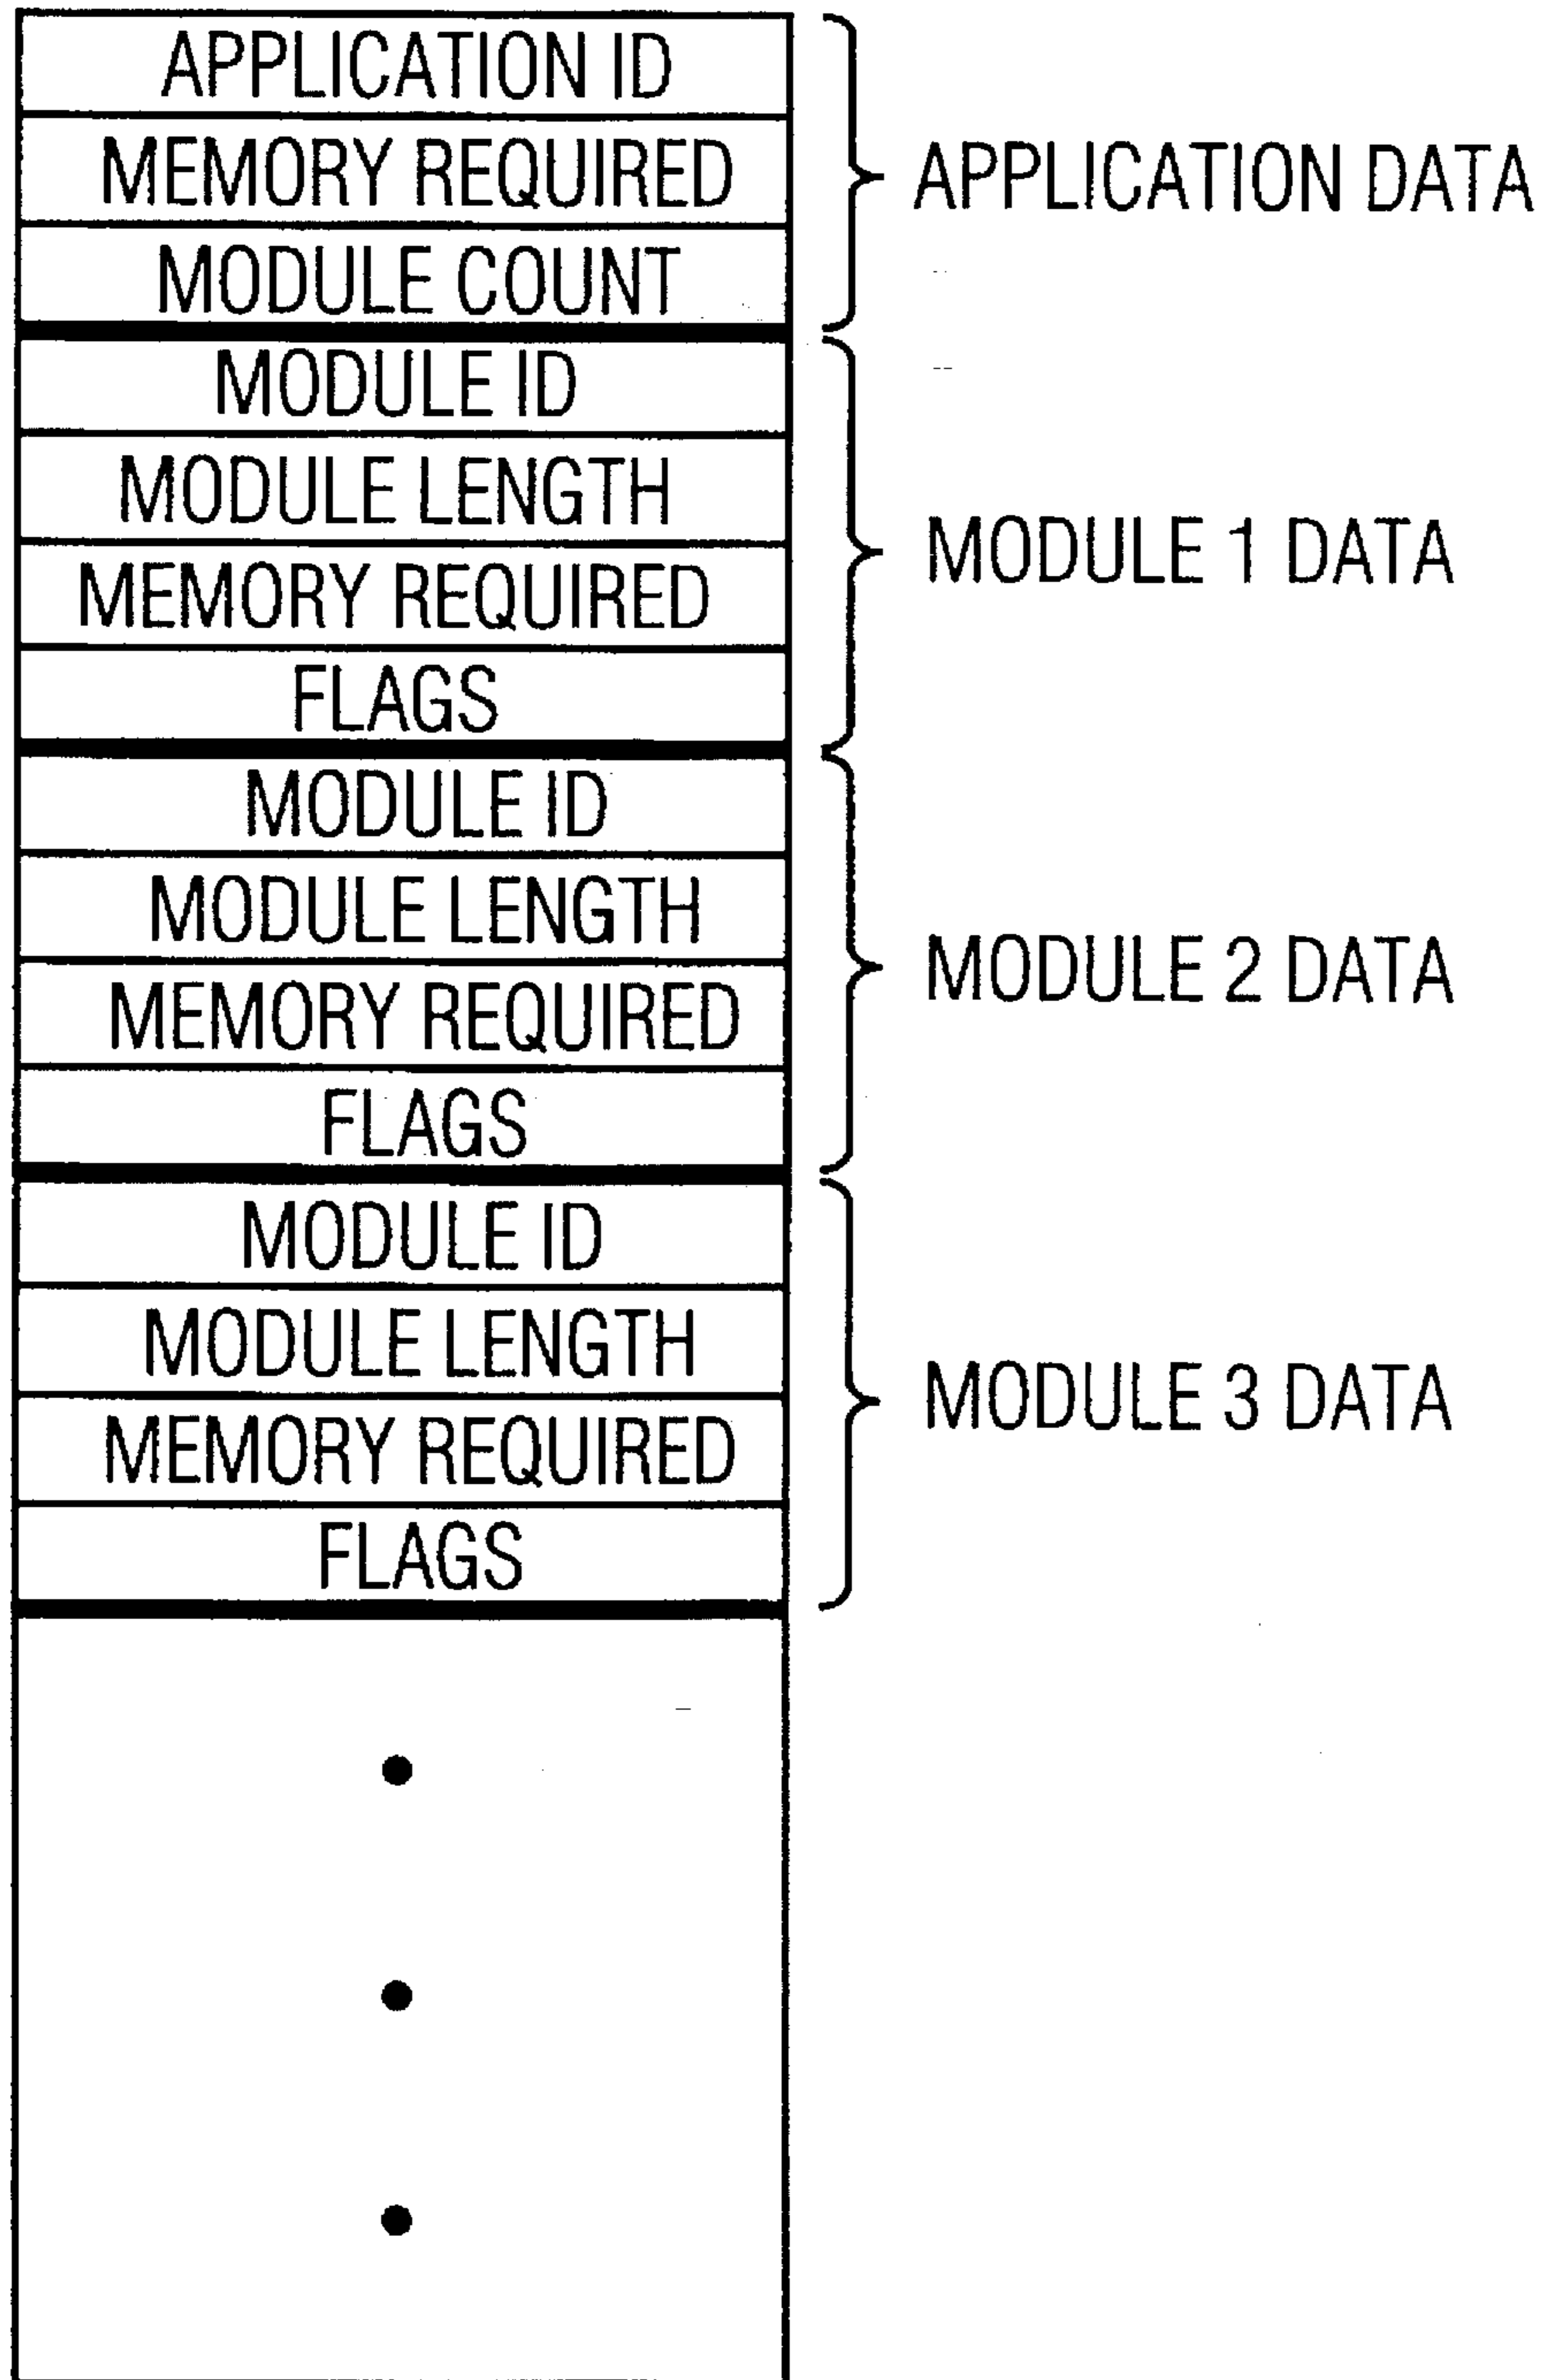 APPLICATION ID
MEMORY REQUIRED
MODULE COUNT
APPLICATION DATA
MODULE ID
MODULE LENGTH
MEMORY REQUIRED
FLAGS
MODULE 1 DATA
MODULE ID
MODULE LENGTH
MEMORY REQUIRED
FLAGS
MODULE 2 DATA
MODULE ID
MODULE LENGTH
MEMORY REQUIRED
FLAGS
MODULE 3 DATA